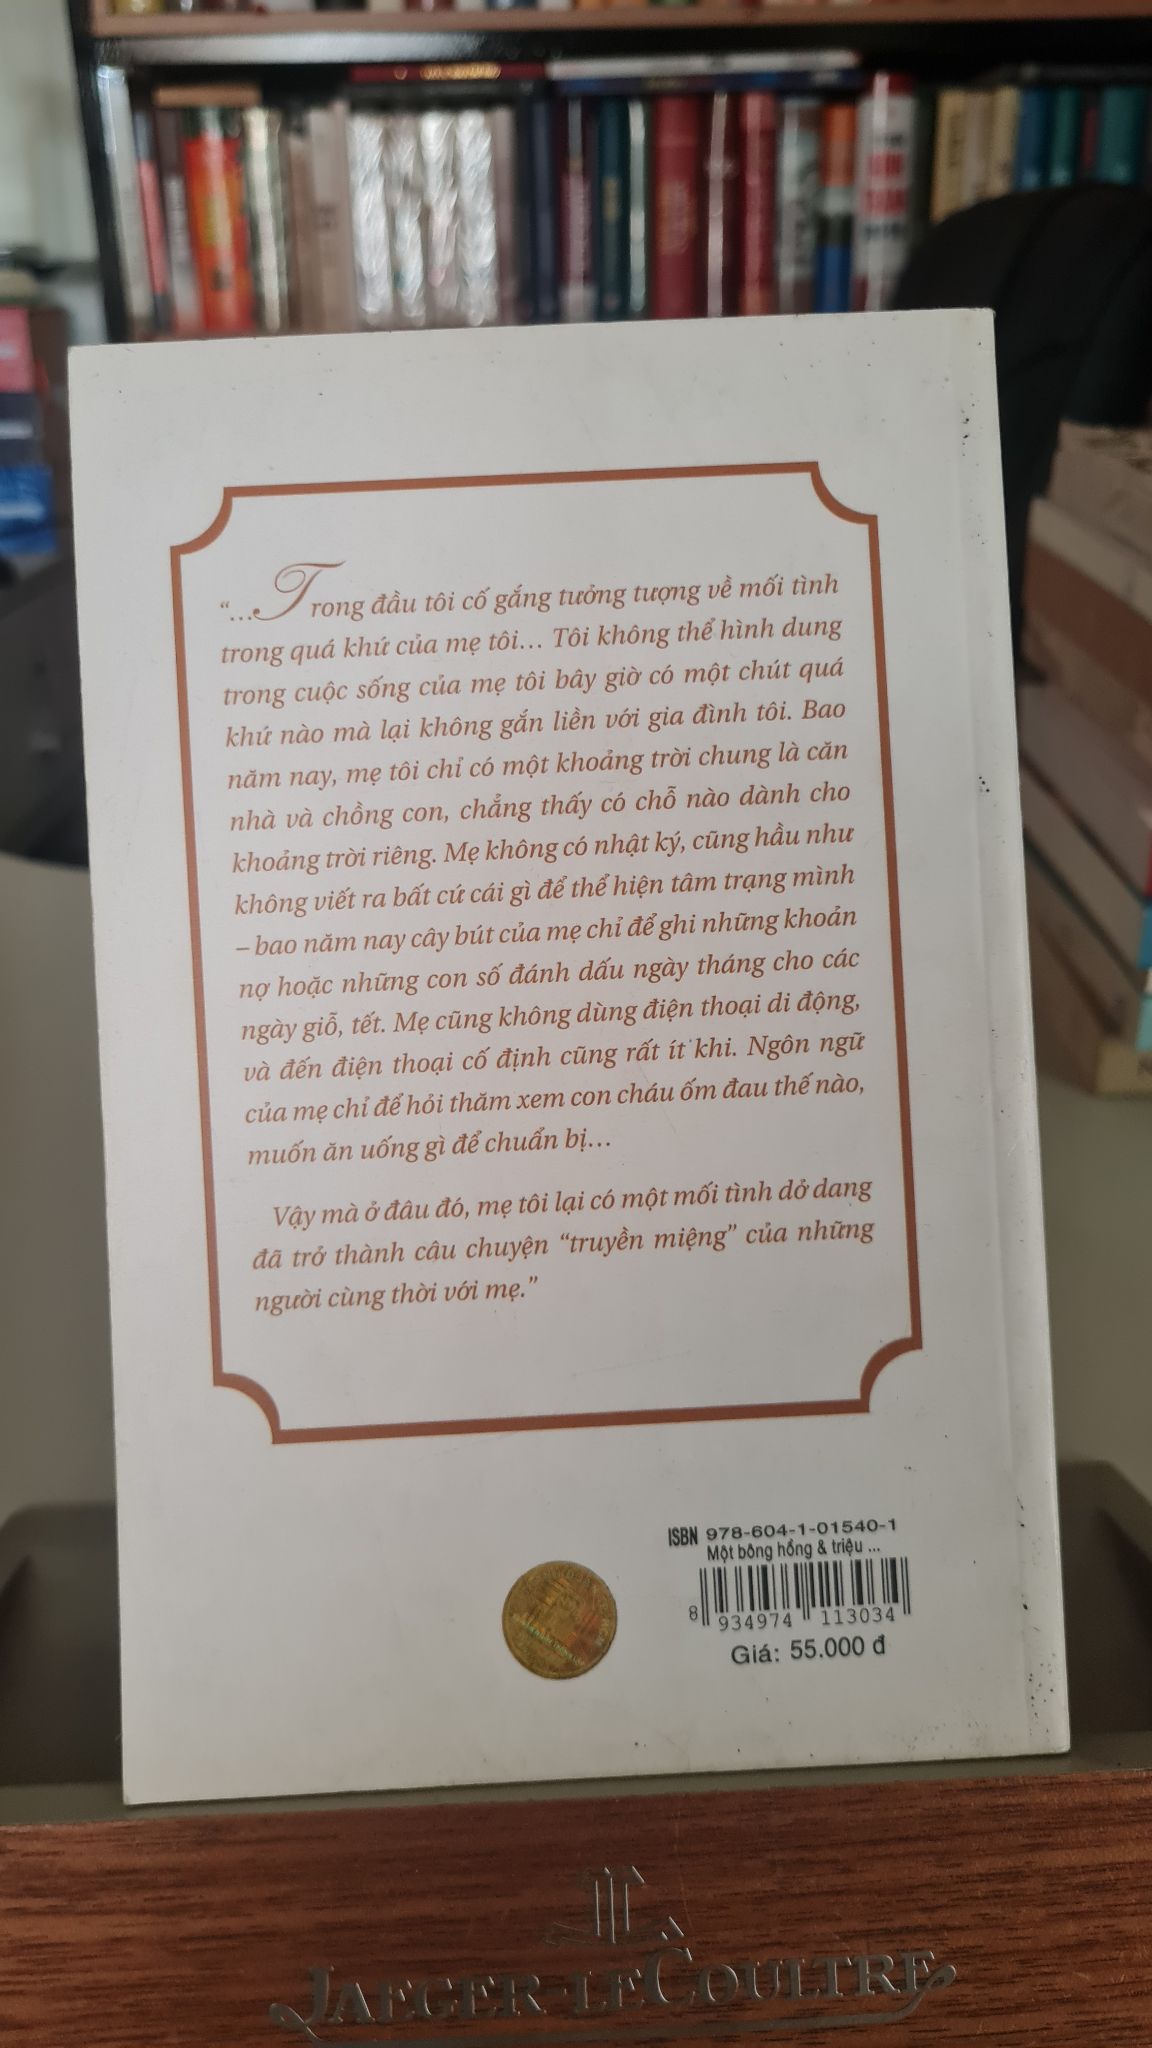 “...Trong đầu tôi cố gắng tưởng tượng về mối tình
trong quá khứ của mẹ tôi... Tôi không thể hình dung
trong cuộc sống của mẹ tôi bây giờ có một chút quá
khứ nào mà lại không gắn liền với gia đình tôi. Bao
năm nay, mẹ tôi chỉ có một khoảng trời chung là căn
nhà và chồng con, chẳng thấy có chỗ nào dành cho
khoảng trời riêng. Mẹ không có nhật ký, cũng hầu như
không viết ra bất cứ cái gì để thể hiện tâm trạng mình
– bao năm nay cây bút của mẹ chỉ để ghi những khoản
nợ hoặc những con số đánh dấu ngày tháng cho các
ngày giỗ, tết. Mẹ cũng không dùng điện thoại di động,
và đến điện thoại cố định cũng rất ít khi. Ngôn ngữ
của mẹ chỉ để hỏi thăm xem con cháu ốm đau thế nào,
muốn ăn uống gì để chuẩn bị...
Vậy mà ở đâu đó, mẹ tôi lại có một mối tình dở dang
đã trở thành câu chuyện “truyền miệng” của những
người cùng thời với mẹ.”
ISBN 978-604-1-01540-1
Một bông hồng & triệu ...
8 934974 113034
Giá: 55.000 đ
JAEGER-LECOULTRE